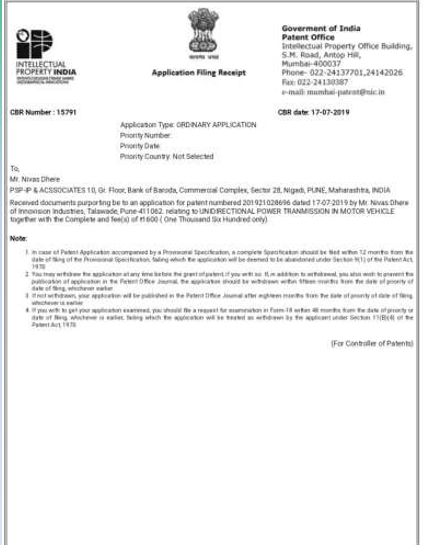 INTELLECTUAL
PROPERTY INDIA
PATENTS | DESIGNS | TRADE MARKS
GEOGRAPHICAL INDICATIONS
सत्यमेव जयते
Application Filing Receipt
Goverment of India
Patent Office
Intellectual Property Office Building,
S.M. Road, Antop Hill,
Mumbai-400037
Phone- 022-24137701,24142026
Fax: 022-24130387
e-mail: mumbai-patent@nic.in
CBR Number : 15791
CBR date: 17-07-2019
Application Type: ORDINARY APPLICATION
Priority Number:
Priority Date:
Priority Country: Not Selected
To,
Mr. Nivas Dhere
PSP-IP & ACSSOCIATES 10, Gr. Floor, Bank of Baroda, Commercial Complex, Sector 28, Nigadi, PUNE, Maharashtra, INDIA
Received documents purporting to be to an application for patent numbered 201921028696 dated 17-07-2019 by Mr. Nivas Dhere
of Innovision Industries, Talawade, Pune-411062. relating to UNIDIRECTIONAL POWER TRANMISSION IN MOTOR VEHICLE
together with the Complete and fee(s) of ₹1600 ( One Thousand Six Hundred only).
Note:
1. In case of Patent Application accompanied by a Provisional Specification, a complete Specification should be filed within 12 months from the
date of filing of the Provisional Specification, failing which the application will be deemed to be abandoned under Section 9(1) of the Patent Act,
1970.
2. You may withdraw the application at any time before the grant of patent, if you wish so. If, in addition to withdrawal, you also wish to prevent the
publication of application in the Patent Office Journal, the application should be withdrawn within fifteen months from the date of priority or
date of filing, whichever earlier.
3. If not withdrawn, your application will be published in the Patent Office Journal after eighteen months from the date of priority or date of filing,
whichever is earlier
4. If you wish to get your application examined, you should file a request for examination in Form-18 within 48 months from the date of priority or
date of filing, whichever is earlier, failing which the application will be treated as withdrawn by the applicant under Section 11(B)(4) of the
Patent Act, 1970.
(For Controller of Patents)